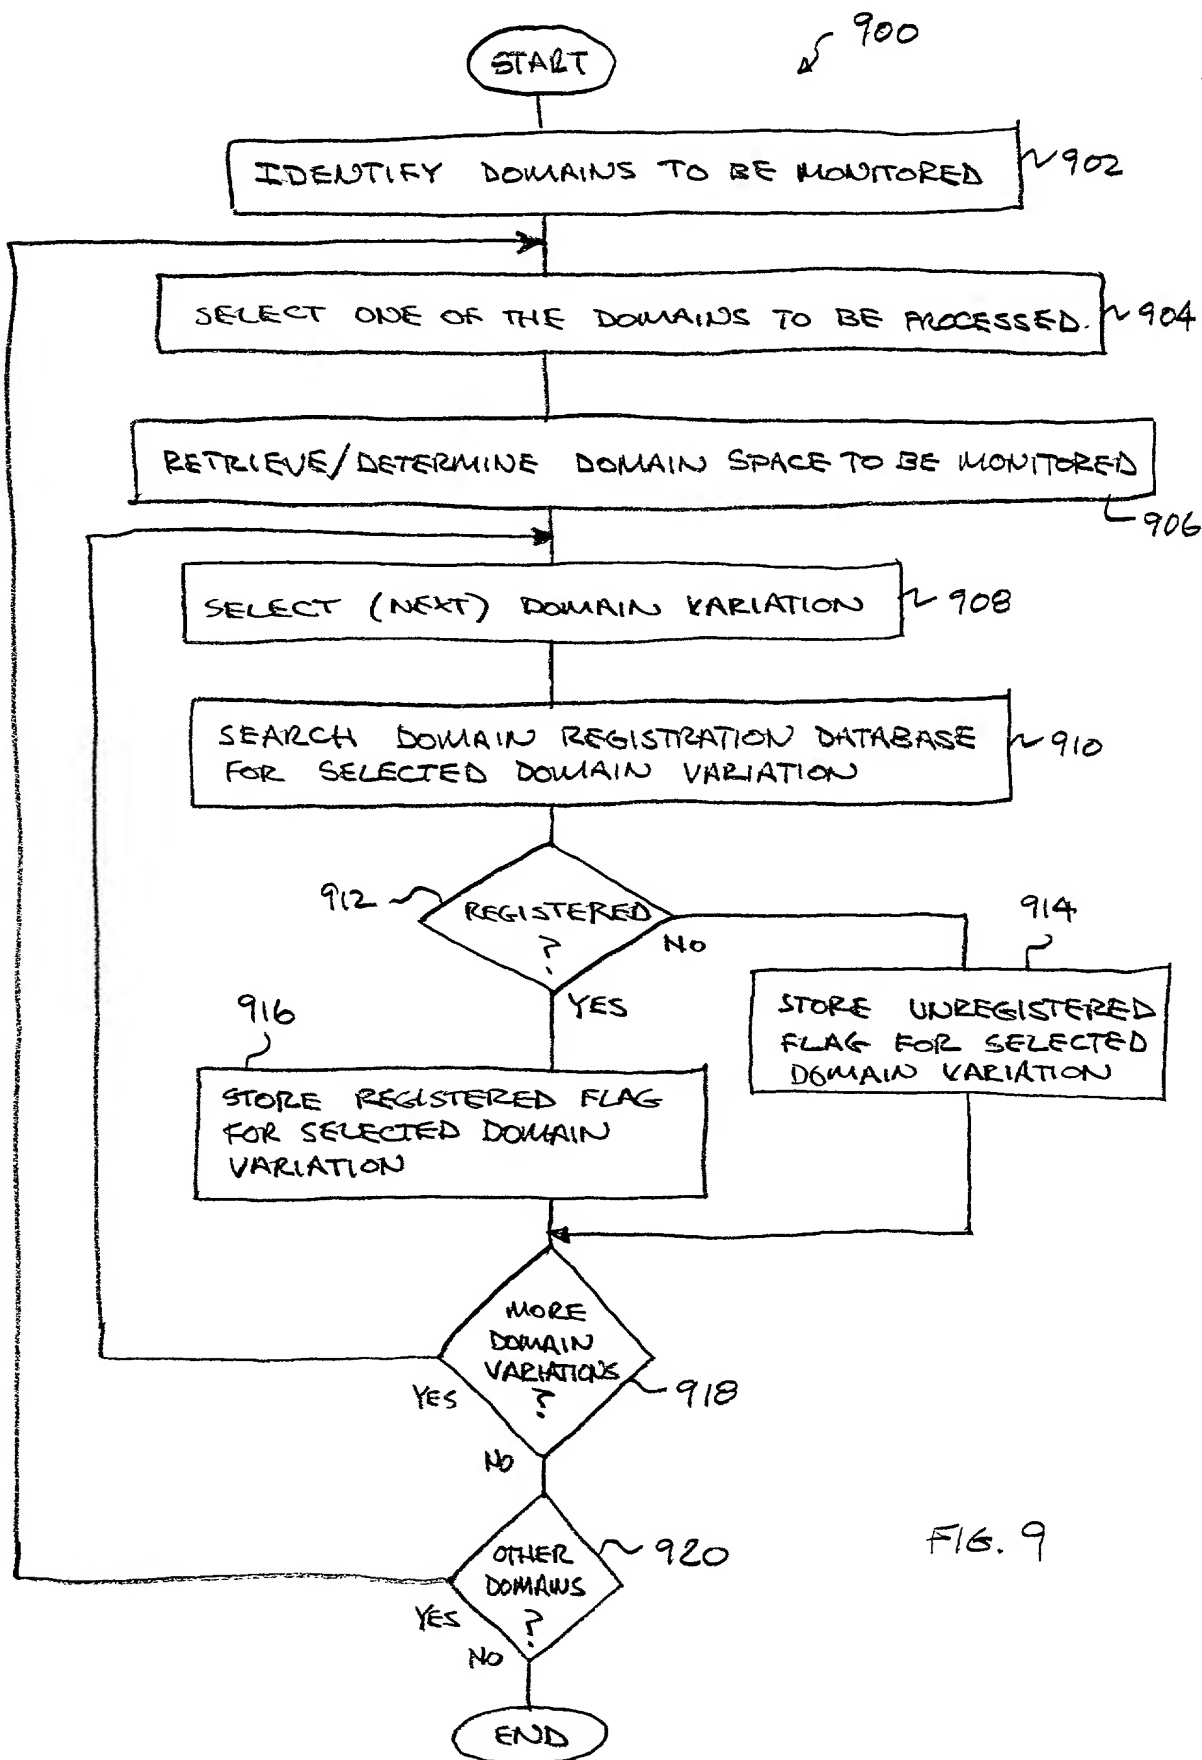 900
START
IDENTIFY DOMAINS TO BE MONITORED
902
SELECT ONE OF THE DOMAINS TO BE PROCESSED.
904
RETRIEVE/DETERMINE DOMAIN SPACE TO BE MONITORED
906
SELECT (NEXT) DOMAIN VARIATION
908
SEARCH DOMAIN REGISTRATION DATABASE
FOR SELECTED DOMAIN VARIATION
910
912
REGISTERED
?
NO
YES
914
STORE UNREGISTERED
FLAG FOR SELECTED
DOMAIN VARIATION
916
STORE REGISTERED FLAG
FOR SELECTED DOMAIN
VARIATION
MORE
DOMAIN
VARIATIONS
?
YES
918
NO
OTHER
DOMAINS
?
920
YES
NO
END
FIG. 9